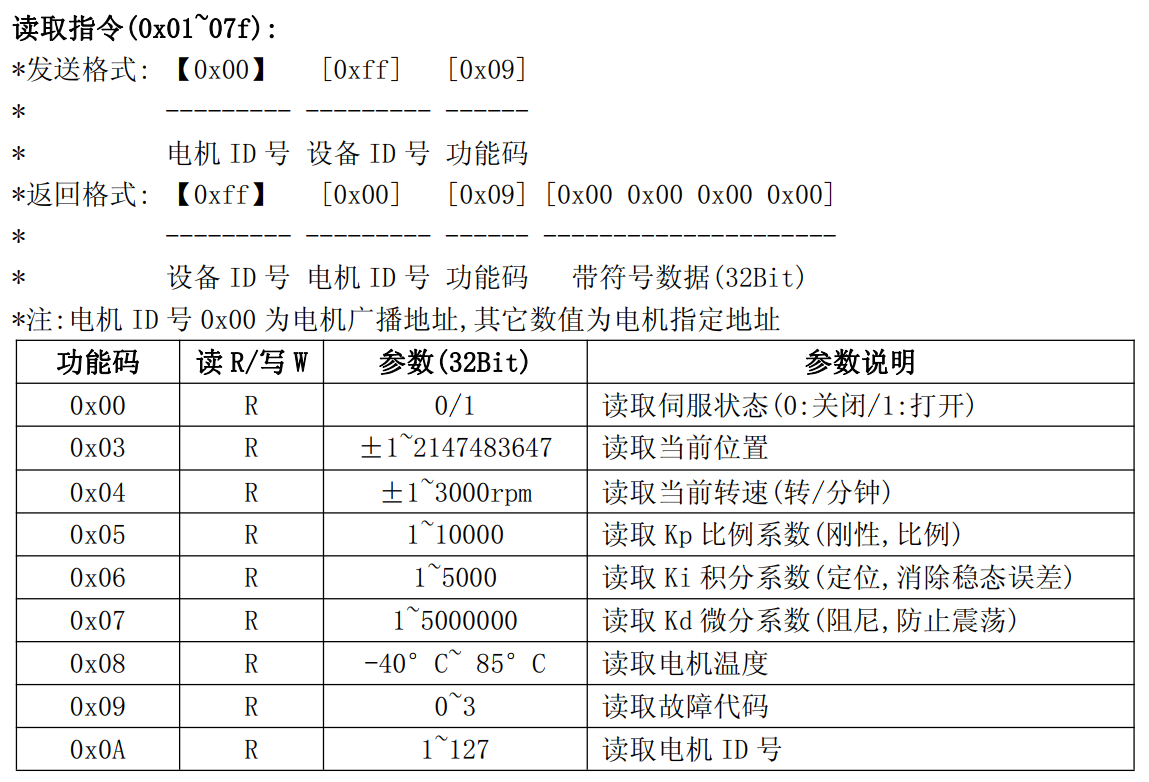 读取指令(0x01~07f):
*发送格式: 【0x00】 [0xff] [0x09]
* --------- --------- ------
* 电机 ID 号 设备 ID 号 功能码
*返回格式: 【0xff】 [0x00] [0x09] [0x00 0x00 0x00 0x00]
* --------- --------- ------ ---------------------
* 设备 ID 号 电机 ID 号 功能码 带符号数据(32Bit)
*注:电机 ID 号 0x00 为电机广播地址,其它数值为电机指定地址
功能码 读 R/写 W 参数(32Bit) 参数说明
0x00 R 0/1 读取伺服状态(0:关闭/1:打开)
0x03 R ±1~2147483647 读取当前位置
0x04 R ±1~3000rpm 读取当前转速(转/分钟)
0x05 R 1~10000 读取 Kp 比例系数(刚性,比例)
0x06 R 1~5000 读取 Ki 积分系数(定位,消除稳态误差)
0x07 R 1~5000000 读取 Kd 微分系数(阻尼,防止震荡)
0x08 R -40° C~ 85° C 读取电机温度
0x09 R 0~3 读取故障代码
0x0A R 1~127 读取电机 ID 号